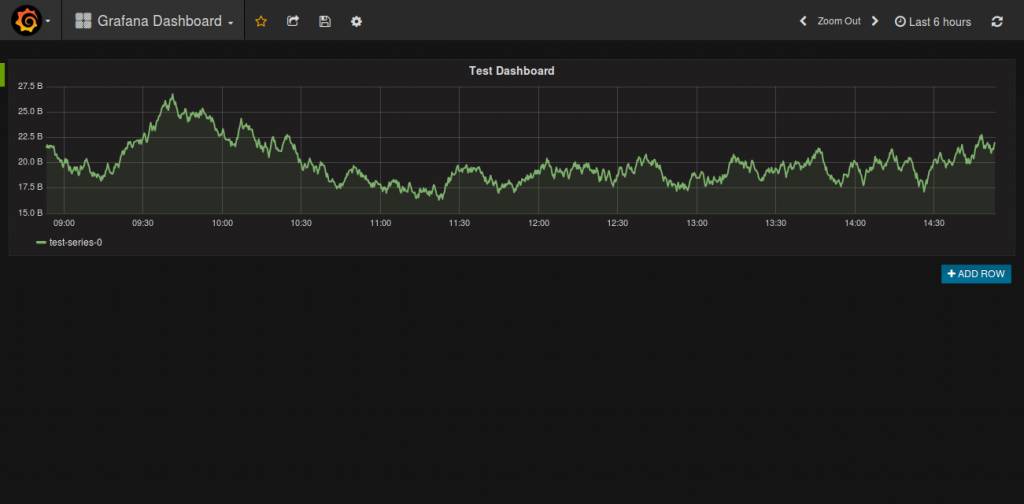 Grafana Dashboard
Zoom Out
Last 6 hours
Test Dashboard
27.5 B
25.0 B
22.5 B
20.0 B
17.5 B
15.0 B
09:00 09:30 10:00 10:30 11:00 11:30 12:00 12:30 13:00 13:30 14:00 14:30
test-series-0
+ ADD ROW